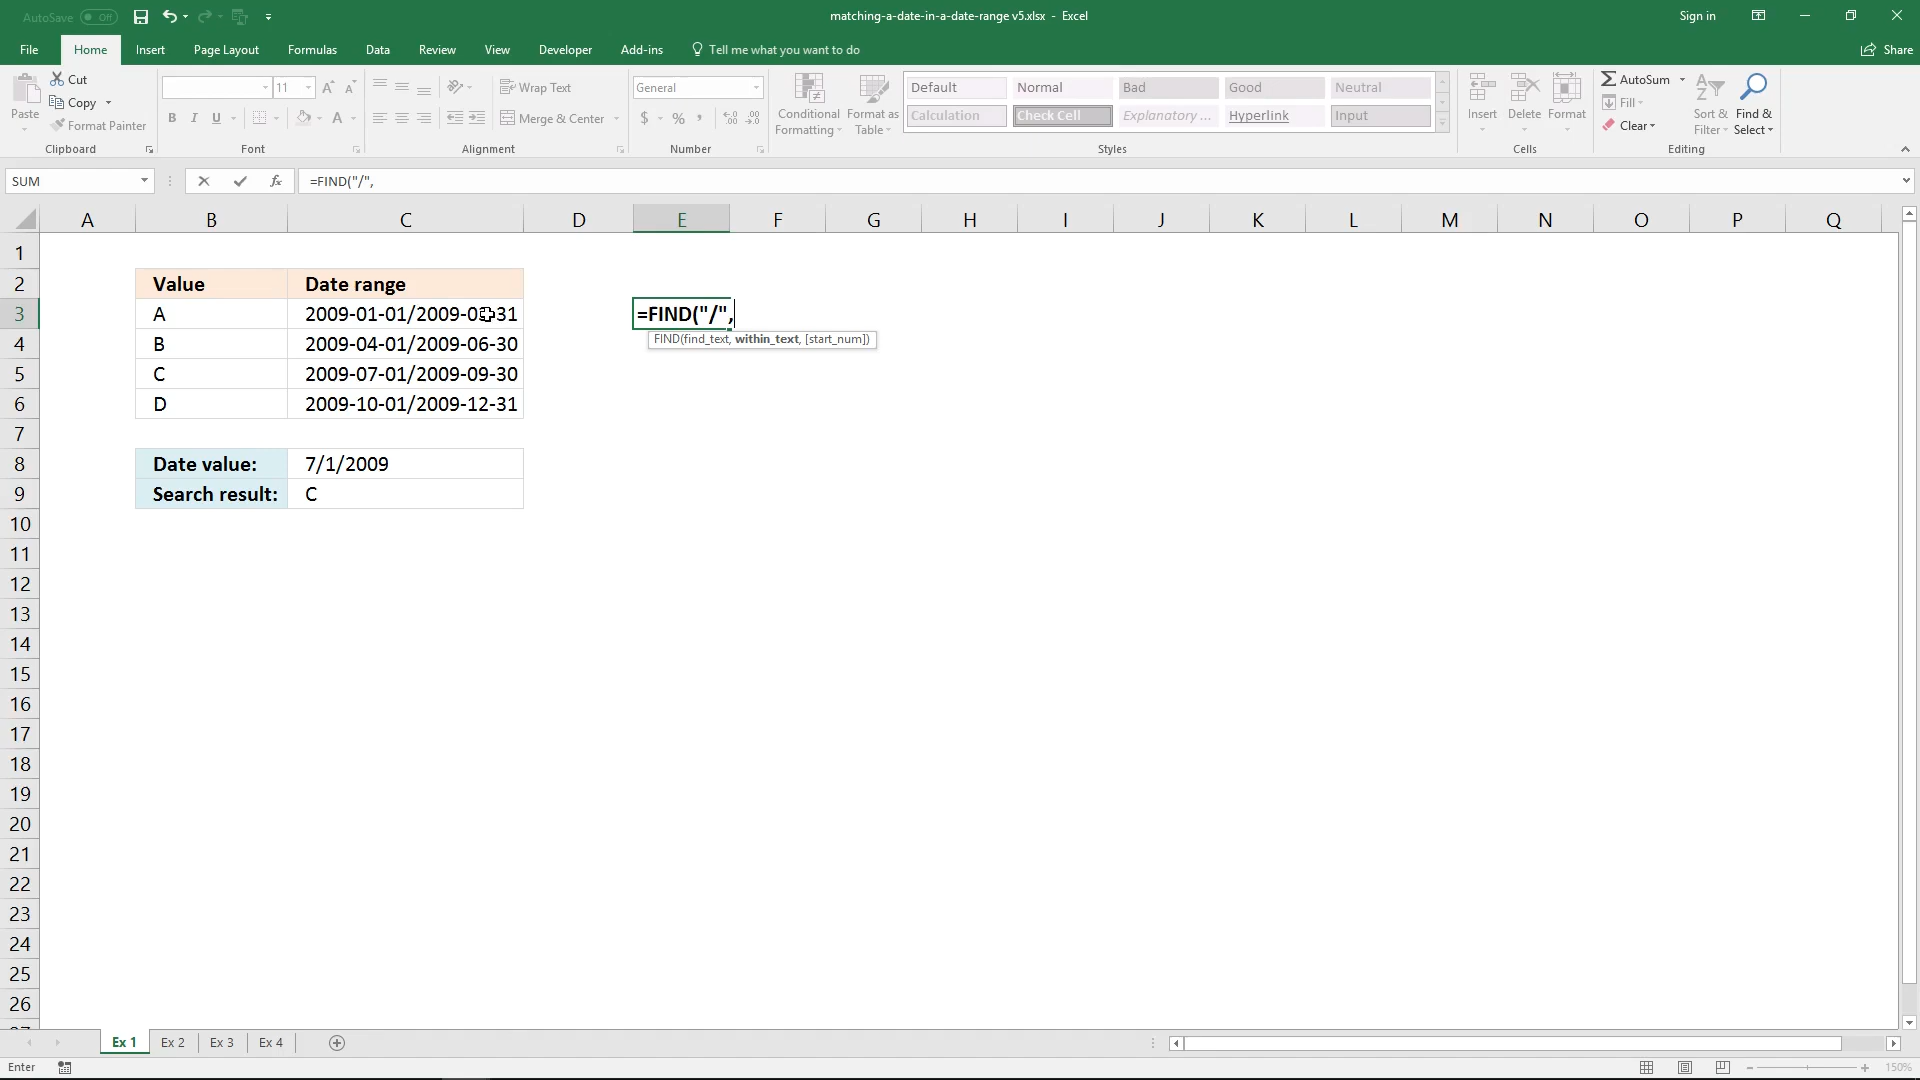 AutoSave Off
matching-a-date-in-a-date-range v5.xlsx - Excel
Sign in
File Home Insert Page Layout Formulas Data Review View Developer Add-ins Tell me what you want to do
Share
Paste
Cut
Copy
Format Painter
Clipboard
11
B I U
Font
Wrap Text
Merge & Center
Alignment
General
$ % ,
Number
Conditional Formatting
Format as Table
Default Normal Bad Good Neutral
Calculation Check Cell Explanatory ... Hyperlink Input
Styles
Insert Delete Format
Cells
AutoSum
Fill
Clear
Sort & Filter
Find & Select
Editing
SUM
fx
=FIND("/",
A B C D E F G H I J K L M N O P Q
1
2 Value Date range
3 A 2009-01-01/2009-03-31 =FIND("/",
FIND(find_text, within_text, [start_num])
4 B 2009-04-01/2009-06-30
5 C 2009-07-01/2009-09-30
6 D 2009-10-01/2009-12-31
7
8 Date value: 7/1/2009
9 Search result: C
10
11
12
13
14
15
16
17
18
19
20
21
22
23
24
25
26
Ex 1 Ex 2 Ex 3 Ex 4
Enter
150%